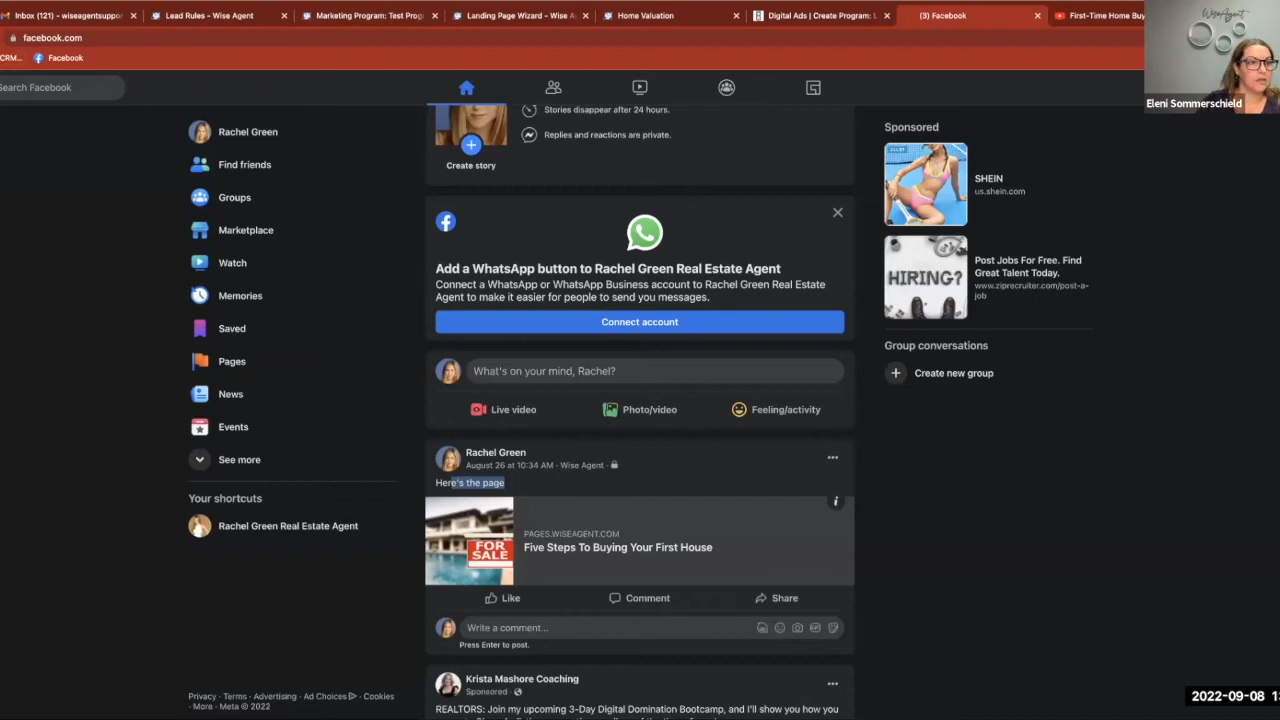 Inbox (121) - wiseagentsuppor
Lead Rules - Wise Agent
Marketing Program: Test Prog
Landing Page Wizard - Wise A
Home Valuation
Digital Ads | Create Program: L
(3) Facebook
First-Time Home Buy
facebook.com
CRM...
Facebook
Search Facebook
WiseAgent
Eleni Sommerschield
Rachel Green
Find friends
Groups
Marketplace
Watch
Memories
Saved
Pages
News
Events
See more
Your shortcuts
Rachel Green Real Estate Agent
Privacy · Terms · Advertising · Ad Choices · Cookies
· More · Meta © 2022
Stories disappear after 24 hours.
Replies and reactions are private.
Create story
Add a WhatsApp button to Rachel Green Real Estate Agent
Connect a WhatsApp or WhatsApp Business account to Rachel Green Real Estate
Agent to make it easier for people to send you messages.
Connect account
What's on your mind, Rachel?
Live video
Photo/video
Feeling/activity
Rachel Green
August 26 at 10:34 AM · Wise Agent ·
Here's the page
FOR
SALE
PAGES.WISEAGENT.COM
Five Steps To Buying Your First House
Like
Comment
Share
Write a comment...
Press Enter to post.
Krista Mashore Coaching
Sponsored ·
REALTORS: Join my upcoming 3-Day Digital Domination Bootcamp, and I'll show you how you
Sponsored
SHEIN
us.shein.com
HIRING?
Post Jobs For Free. Find
Great Talent Today.
www.ziprecruiter.com/post-a-
job
Group conversations
Create new group
2022-09-08 1